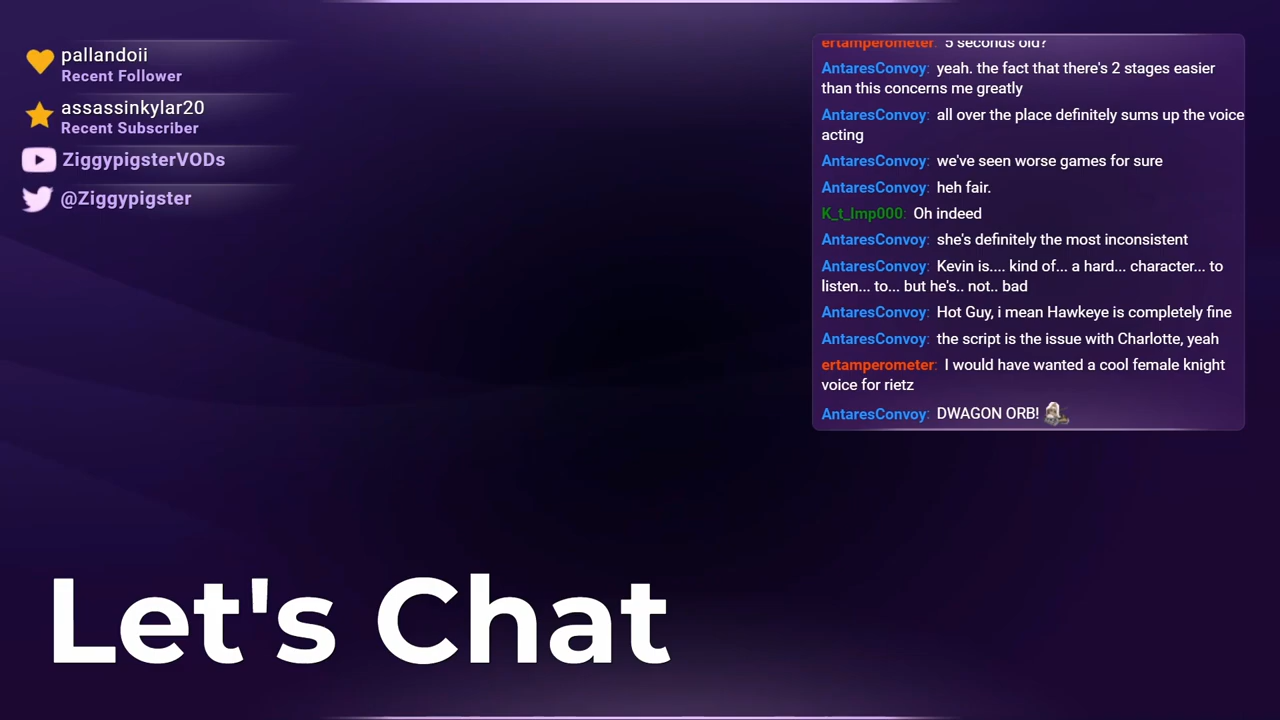 pallandoii
Recent Follower
assassinkylar20
Recent Subscriber
ZiggypigsterVODs
@Ziggypigster
ertamperometer: 5 seconds old?
AntaresConvoy: yeah. the fact that there's 2 stages easier
than this concerns me greatly
AntaresConvoy: all over the place definitely sums up the voice
acting
AntaresConvoy: we've seen worse games for sure
AntaresConvoy: heh fair.
K_t_Imp000: Oh indeed
AntaresConvoy: she's definitely the most inconsistent
AntaresConvoy: Kevin is.... kind of... a hard... character... to
listen... to... but he's.. not.. bad
AntaresConvoy: Hot Guy, i mean Hawkeye is completely fine
AntaresConvoy: the script is the issue with Charlotte, yeah
ertamperometer: I would have wanted a cool female knight
voice for rietz
AntaresConvoy: DWAGON ORB!
Let's Chat